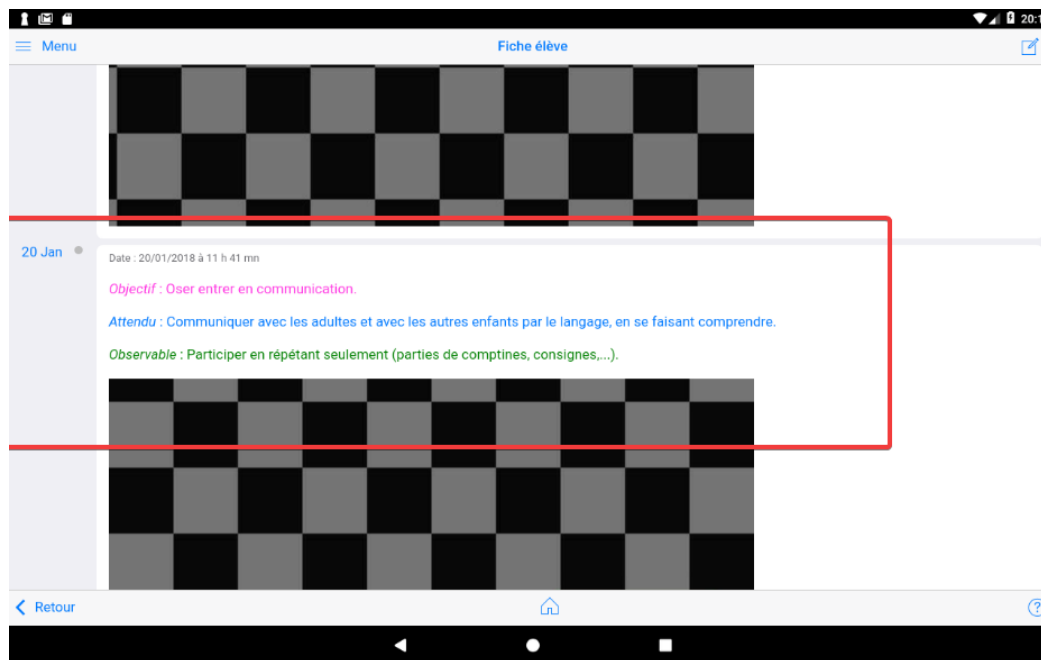 20:1
Menu
Fiche élève
20 Jan
Date : 20/01/2018 à 11 h 41 mn
Objectif : Oser entrer en communication.
Attendu : Communiquer avec les adultes et avec les autres enfants par le langage, en se faisant comprendre.
Observable : Participer en répétant seulement (parties de comptines, consignes,...).
Retour
?